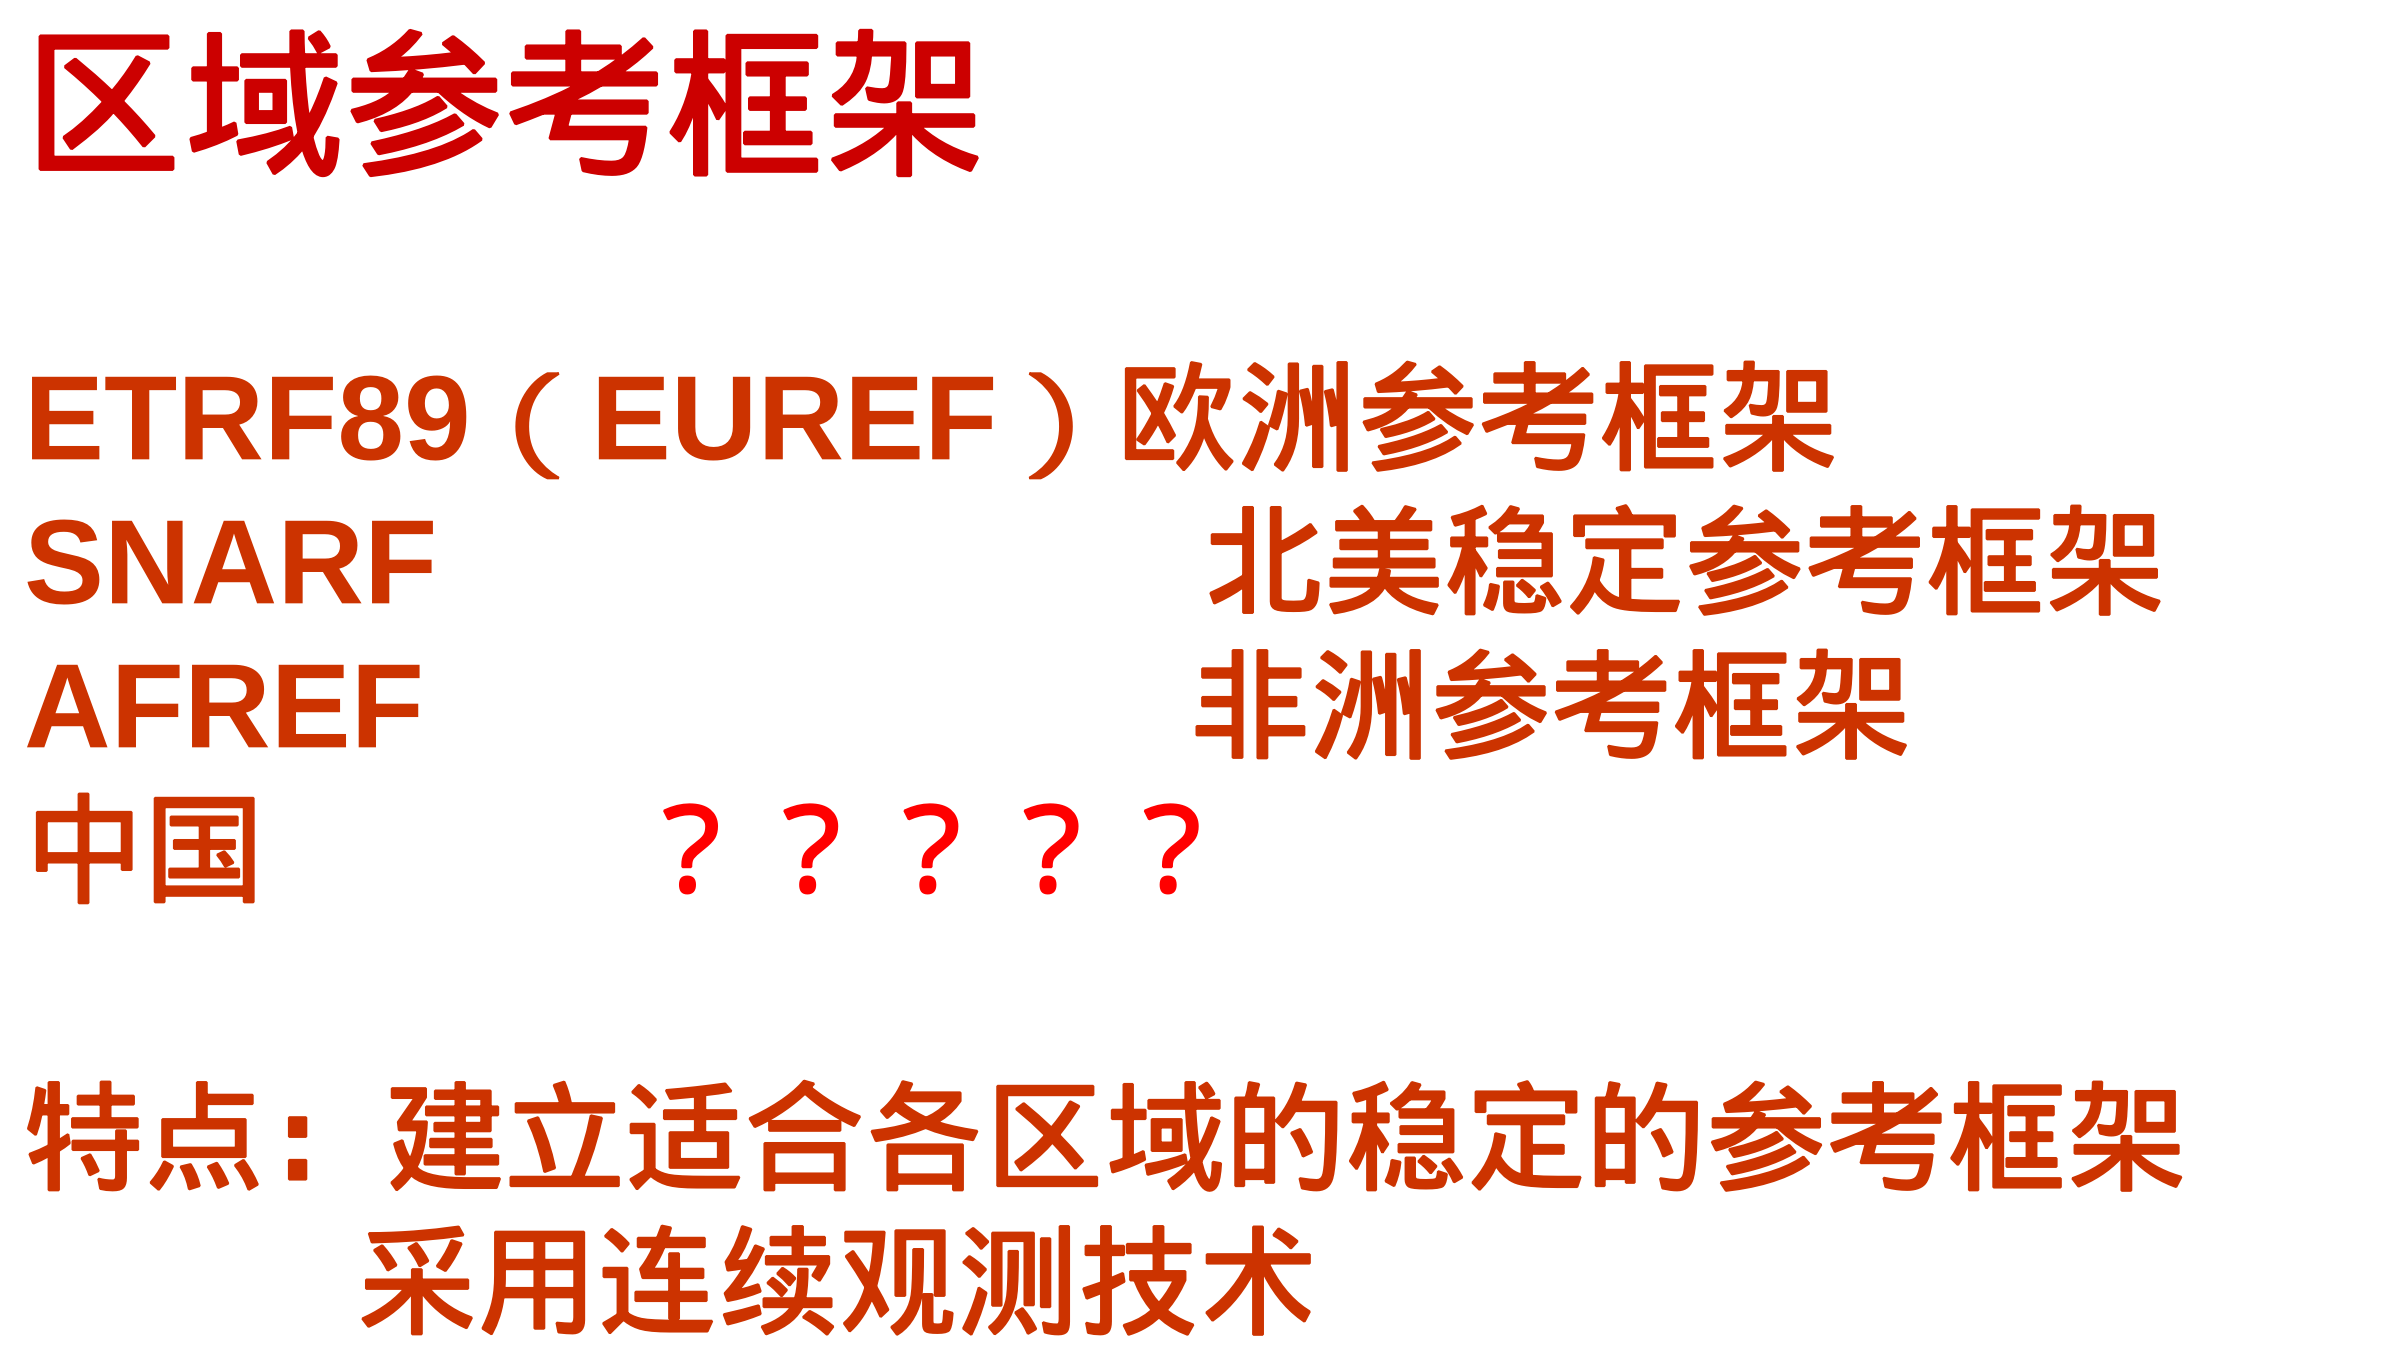 区域参考框架
ETRF89（EUREF）欧洲参考框架
SNARF 北美稳定参考框架
AFREF 非洲参考框架
中国 ？？？？？
特点：建立适合各区域的稳定的参考框架
采用连续观测技术